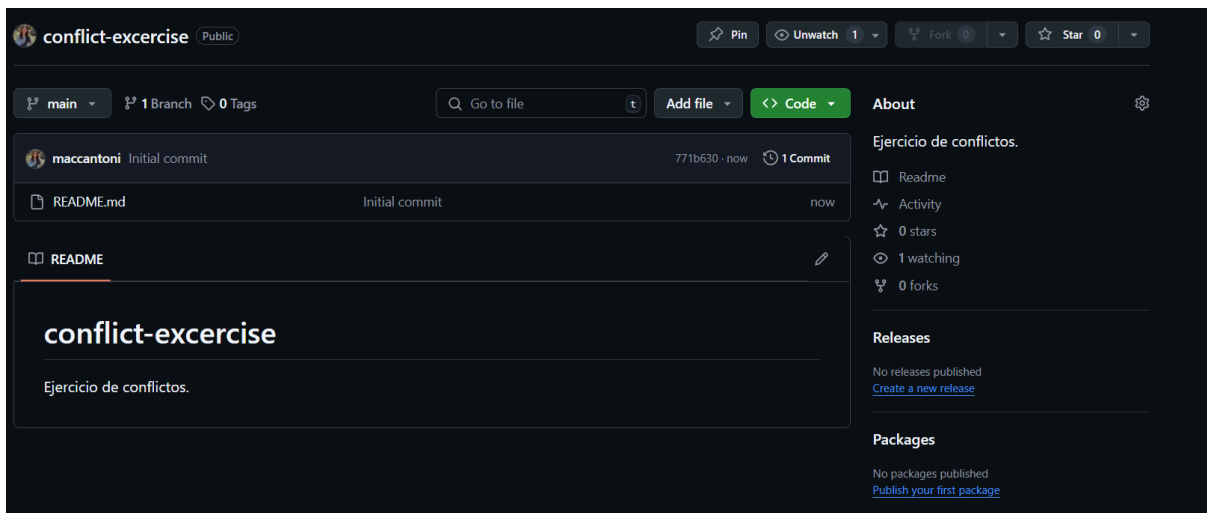 conflict-excercise Public
Pin
Unwatch 1
Fork 0
Star 0
main
1 Branch
0 Tags
Go to file t
Add file
Code
maccantoni Initial commit
771b630 · now
1 Commit
README.md
Initial commit
now
README
conflict-excercise
Ejercicio de conflictos.
About
Ejercicio de conflictos.
Readme
Activity
0 stars
1 watching
0 forks
Releases
No releases published
Create a new release
Packages
No packages published
Publish your first package